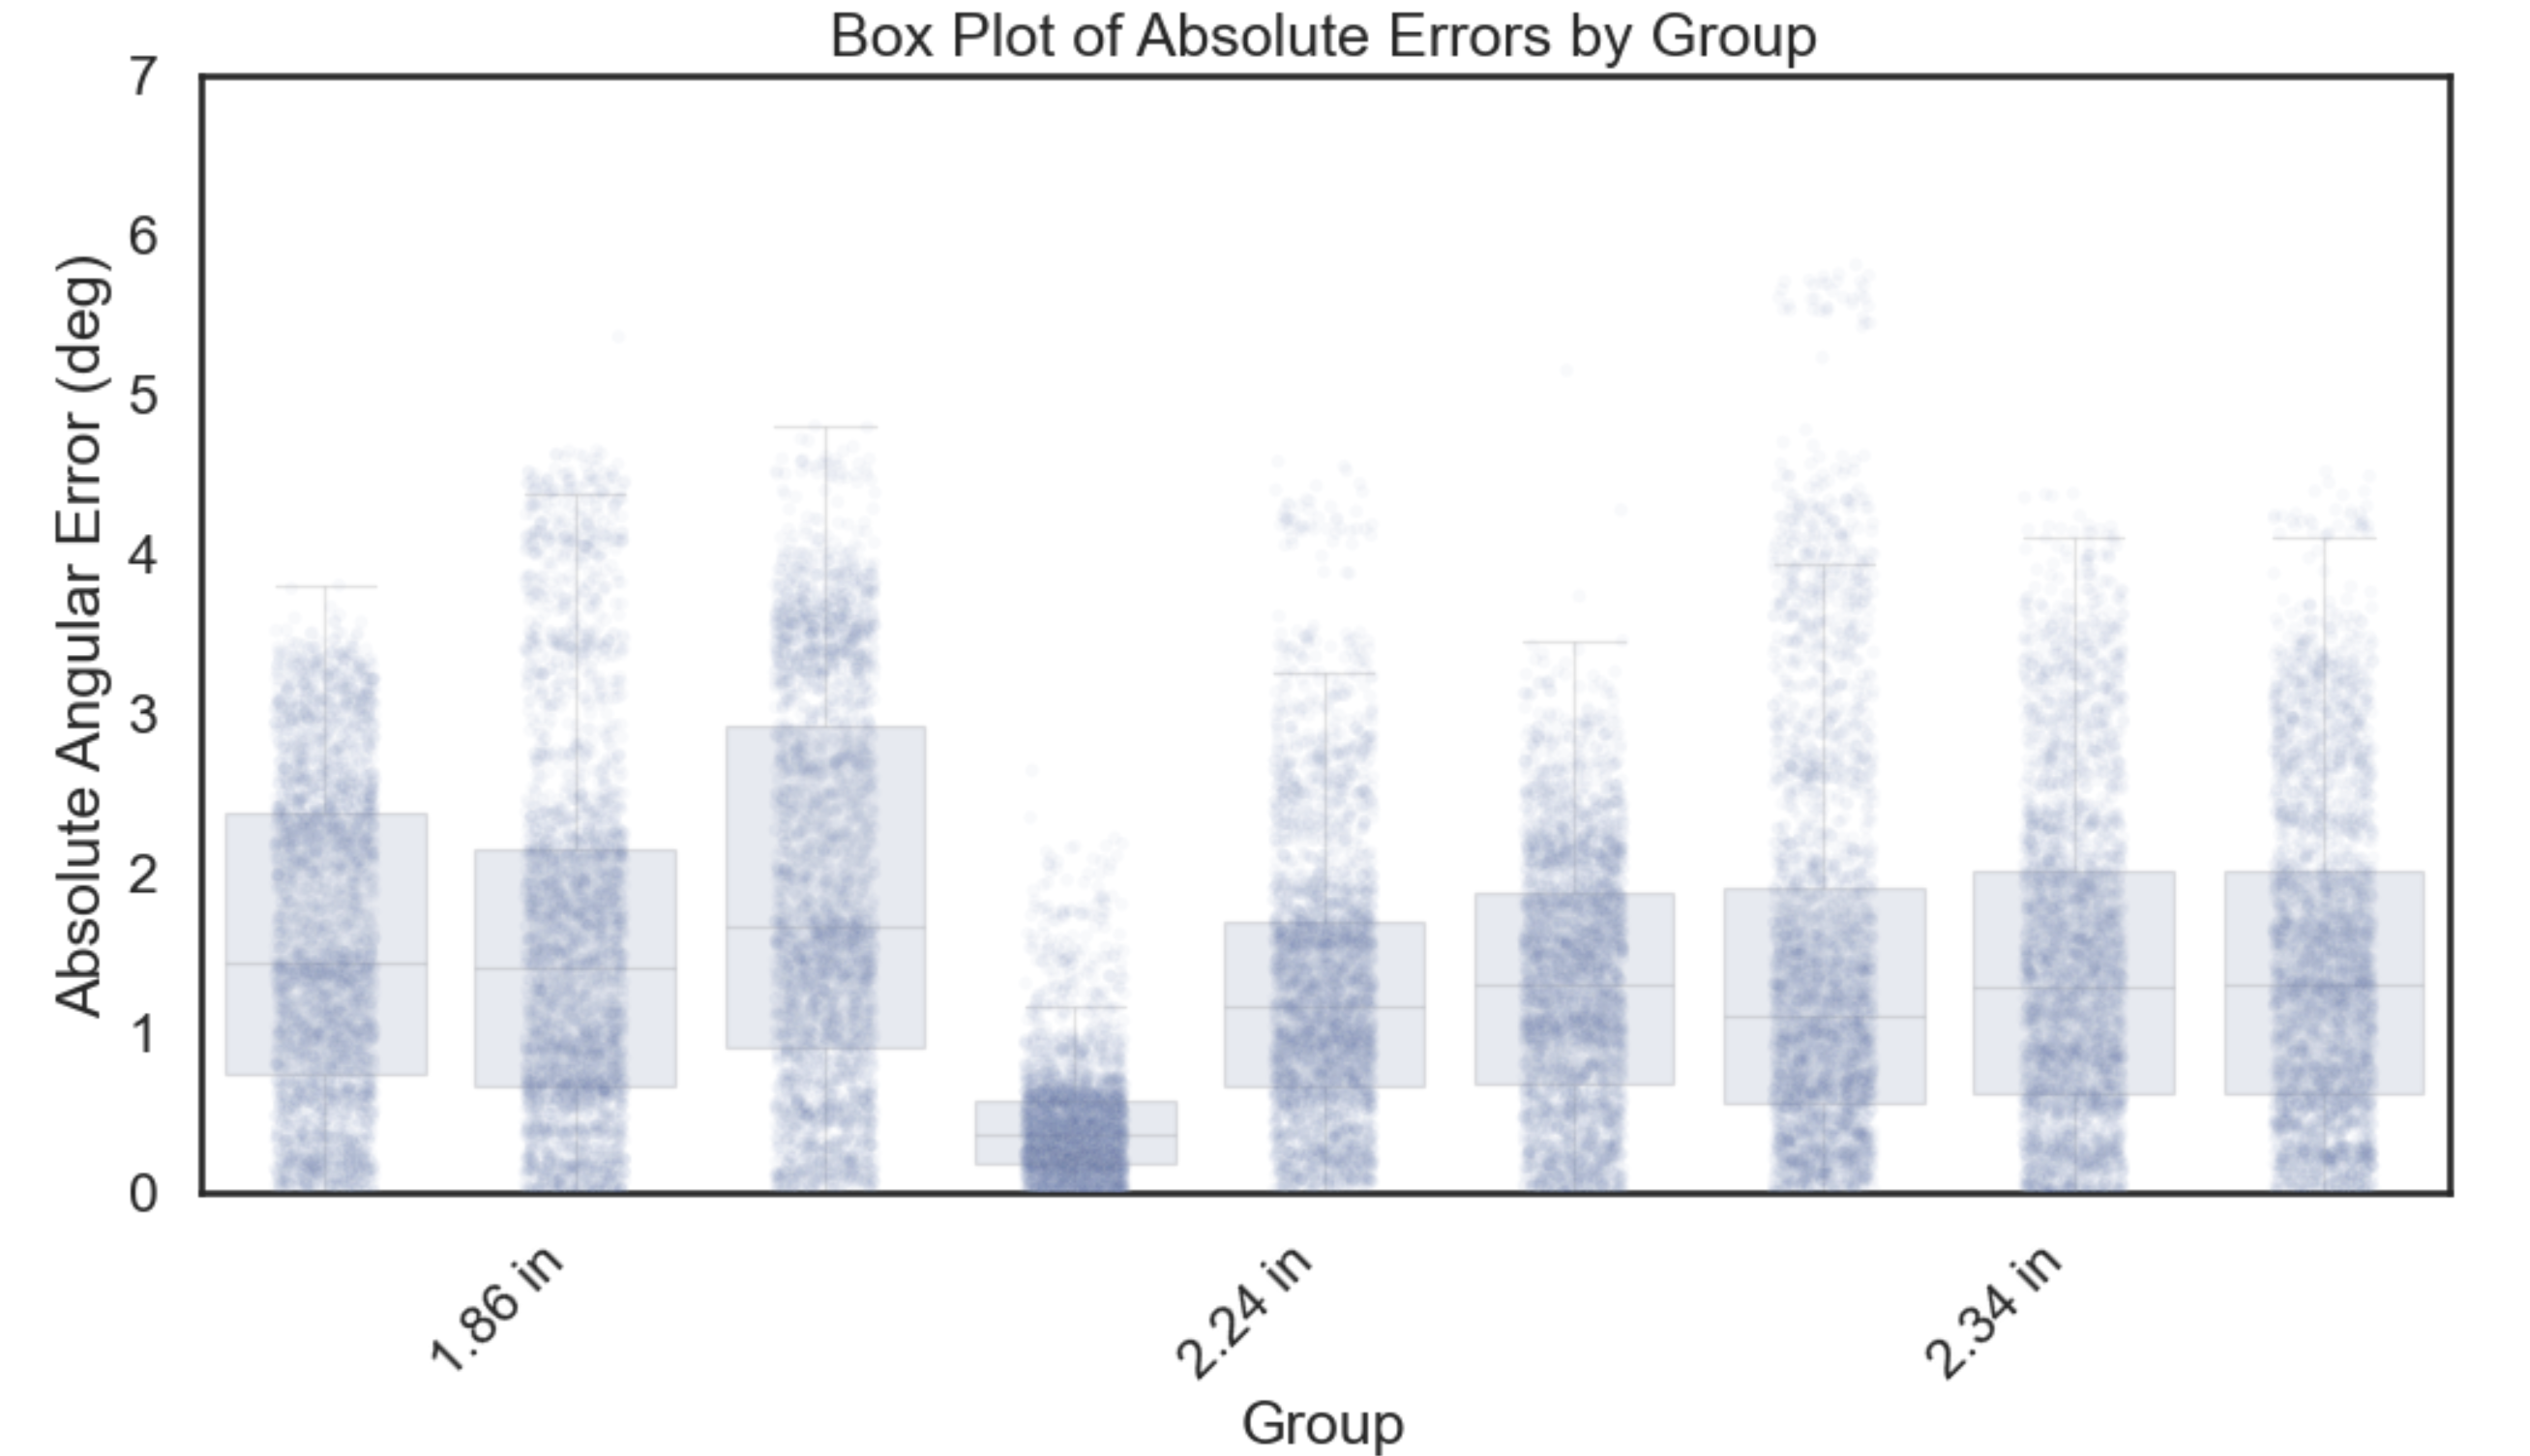 Box Plot of Absolute Errors by Group
Absolute Angular Error (deg)
7
6
5
4
3
2
1
0
1.86 in
2.24 in
2.34 in
Group